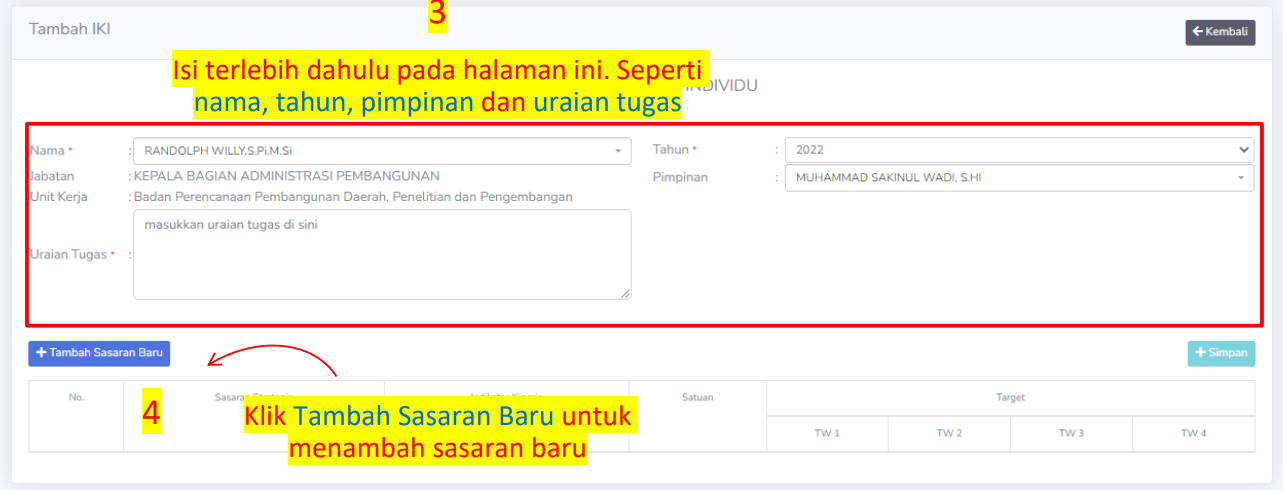 3
Tambah IKI
← Kembali
Isi terlebih dahulu pada halaman ini. Seperti
nama, tahun, pimpinan dan uraian tugas
INDIVIDU
Nama * : RANDOLPH WILLY,S.Pi.M.Si
Tahun * : 2022
Jabatan : KEPALA BAGIAN ADMINISTRASI PEMBANGUNAN
Pimpinan : MUHAMMAD SAKINUL WADI, S.HI
Unit Kerja : Badan Perencanaan Pembangunan Daerah, Penelitian dan Pengembangan
masukkan uraian tugas di sini
Uraian Tugas * :
+ Tambah Sasaran Baru
+ Simpan
No. Sasaran Strategis Indikator Kinerja Satuan Target
TW 1 TW 2 TW 3 TW 4
4
Klik Tambah Sasaran Baru untuk
menambah sasaran baru